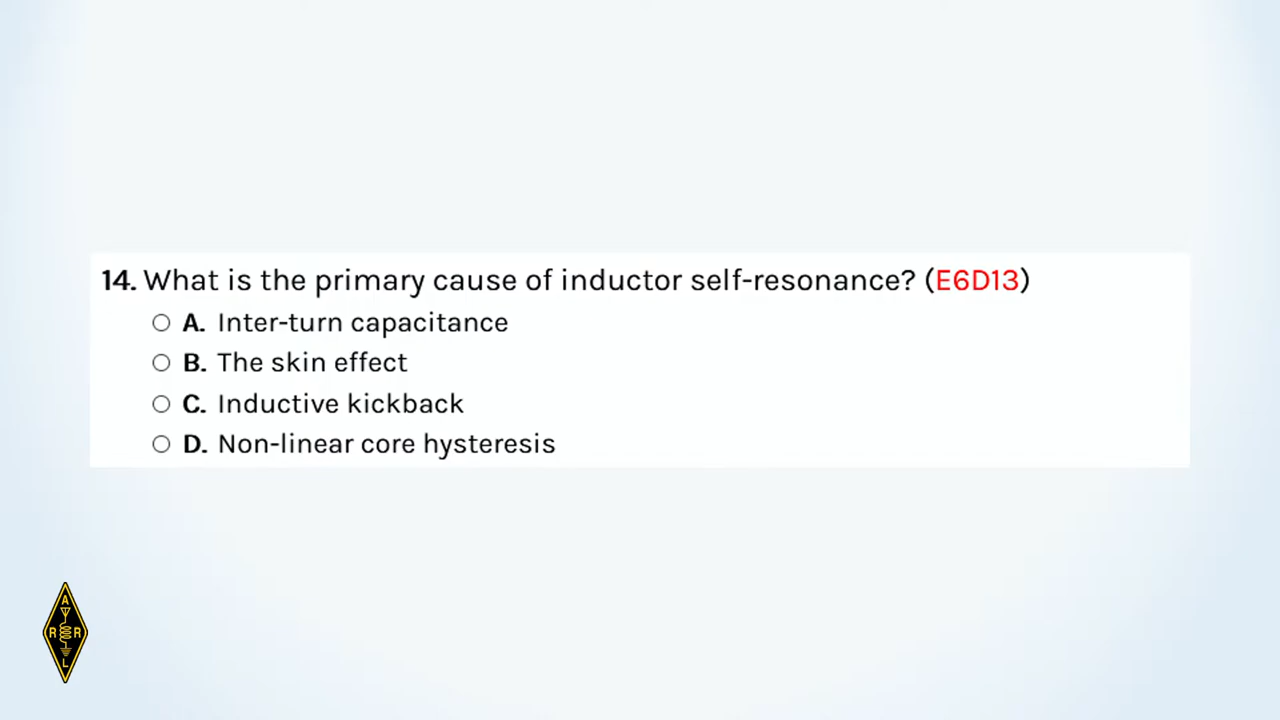 14. What is the primary cause of inductor self-resonance? (E6D13)
A. Inter-turn capacitance
B. The skin effect
C. Inductive kickback
D. Non-linear core hysteresis
A
R R
L